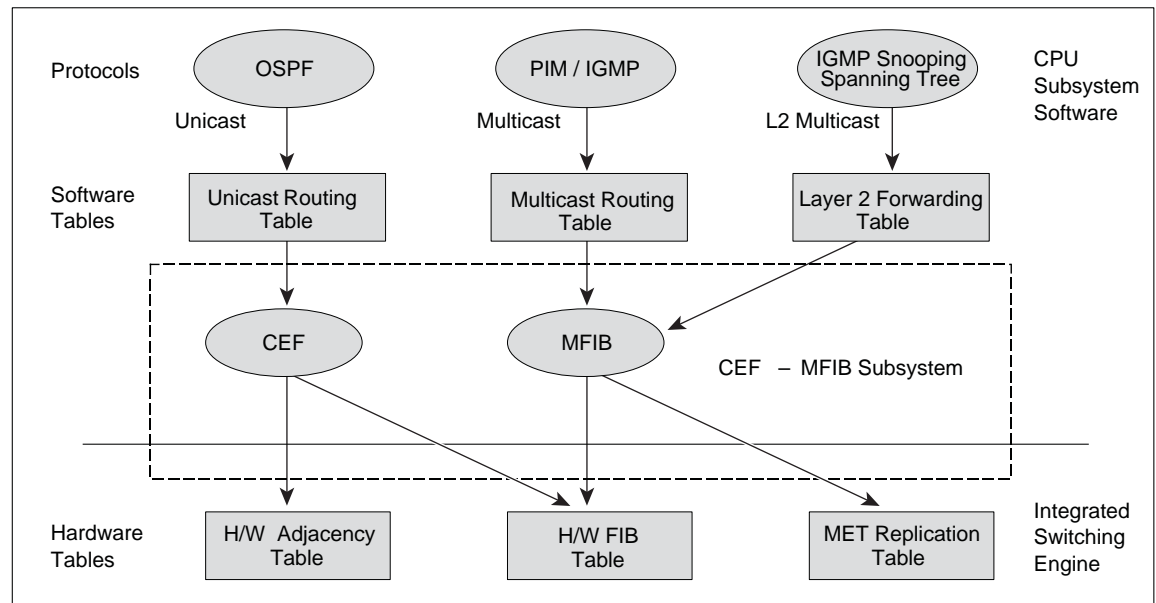 Protocols
OSPF
PIM / IGMP
IGMP Snooping
Spanning Tree
CPU
Subsystem
Software
Unicast
Multicast
L2 Multicast
Software
Tables
Unicast Routing
Table
Multicast Routing
Table
Layer 2 Forwarding
Table
CEF
MFIB
CEF – MFIB Subsystem
Hardware
Tables
H/W Adjacency
Table
H/W FIB
Table
MET Replication
Table
Integrated
Switching
Engine